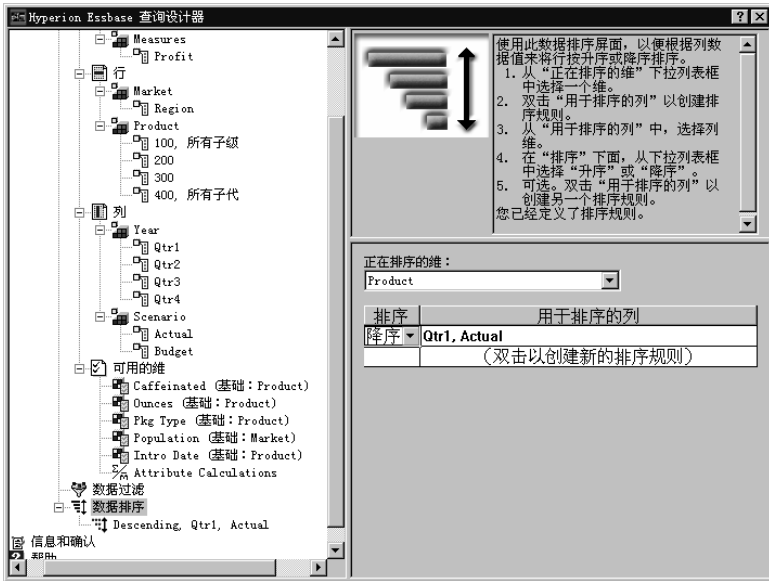 Hyperion Essbase 查询设计器
Measures
Profit
行
Market
Region
Product
100, 所有子级
200
300
400, 所有子代
列
Year
Qtr1
Qtr2
Qtr3
Qtr4
Scenario
Actual
Budget
可用的维
Caffeinated (基础：Product)
Ounces (基础：Product)
Pkg Type (基础：Product)
Population (基础：Market)
Intro Date (基础：Product)
Attribute Calculations
数据过滤
数据排序
Descending, Qtr1, Actual
信息和确认
帮助
使用此数据排序屏面，以便根据列数
据值来将行按升序或降序排序。
1. 从“正在排序的维”下拉列表框
中选择一个维。
2. 双击“用于排序的列”以创建排
序规则。
3. 从“用于排序的列”中，选择列
维。
4. 在“排序”下面，从下拉列表框
中选择“升序”或“降序”。
5. 可选。双击“用于排序的列”以
创建另一个排序规则。
您已经定义了排序规则。
正在排序的维：
Product
排序 用于排序的列
降序 Qtr1, Actual
（双击以创建新的排序规则）